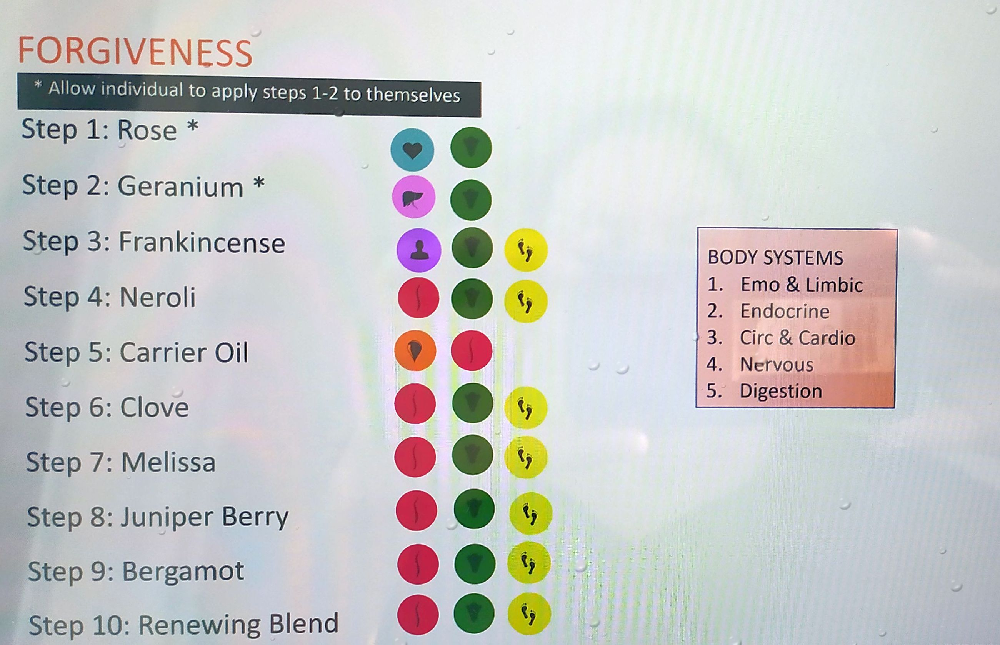 FORGIVENESS
* Allow individual to apply steps 1-2 to themselves
Step 1: Rose *
Step 2: Geranium *
Step 3: Frankincense
Step 4: Neroli
Step 5: Carrier Oil
Step 6: Clove
Step 7: Melissa
Step 8: Juniper Berry
Step 9: Bergamot
Step 10: Renewing Blend
BODY SYSTEMS
1. Emo & Limbic
2. Endocrine
3. Circ & Cardio
4. Nervous
5. Digestion